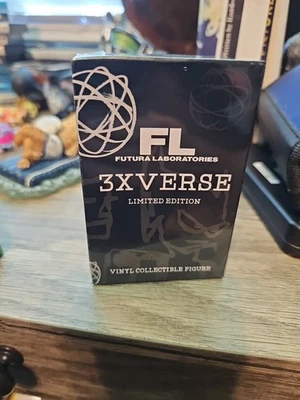 FL
FUTURA LABORATORIES
3XVERSE
LIMITED EDITION
VINYL COLLECTIBLE FIGURE